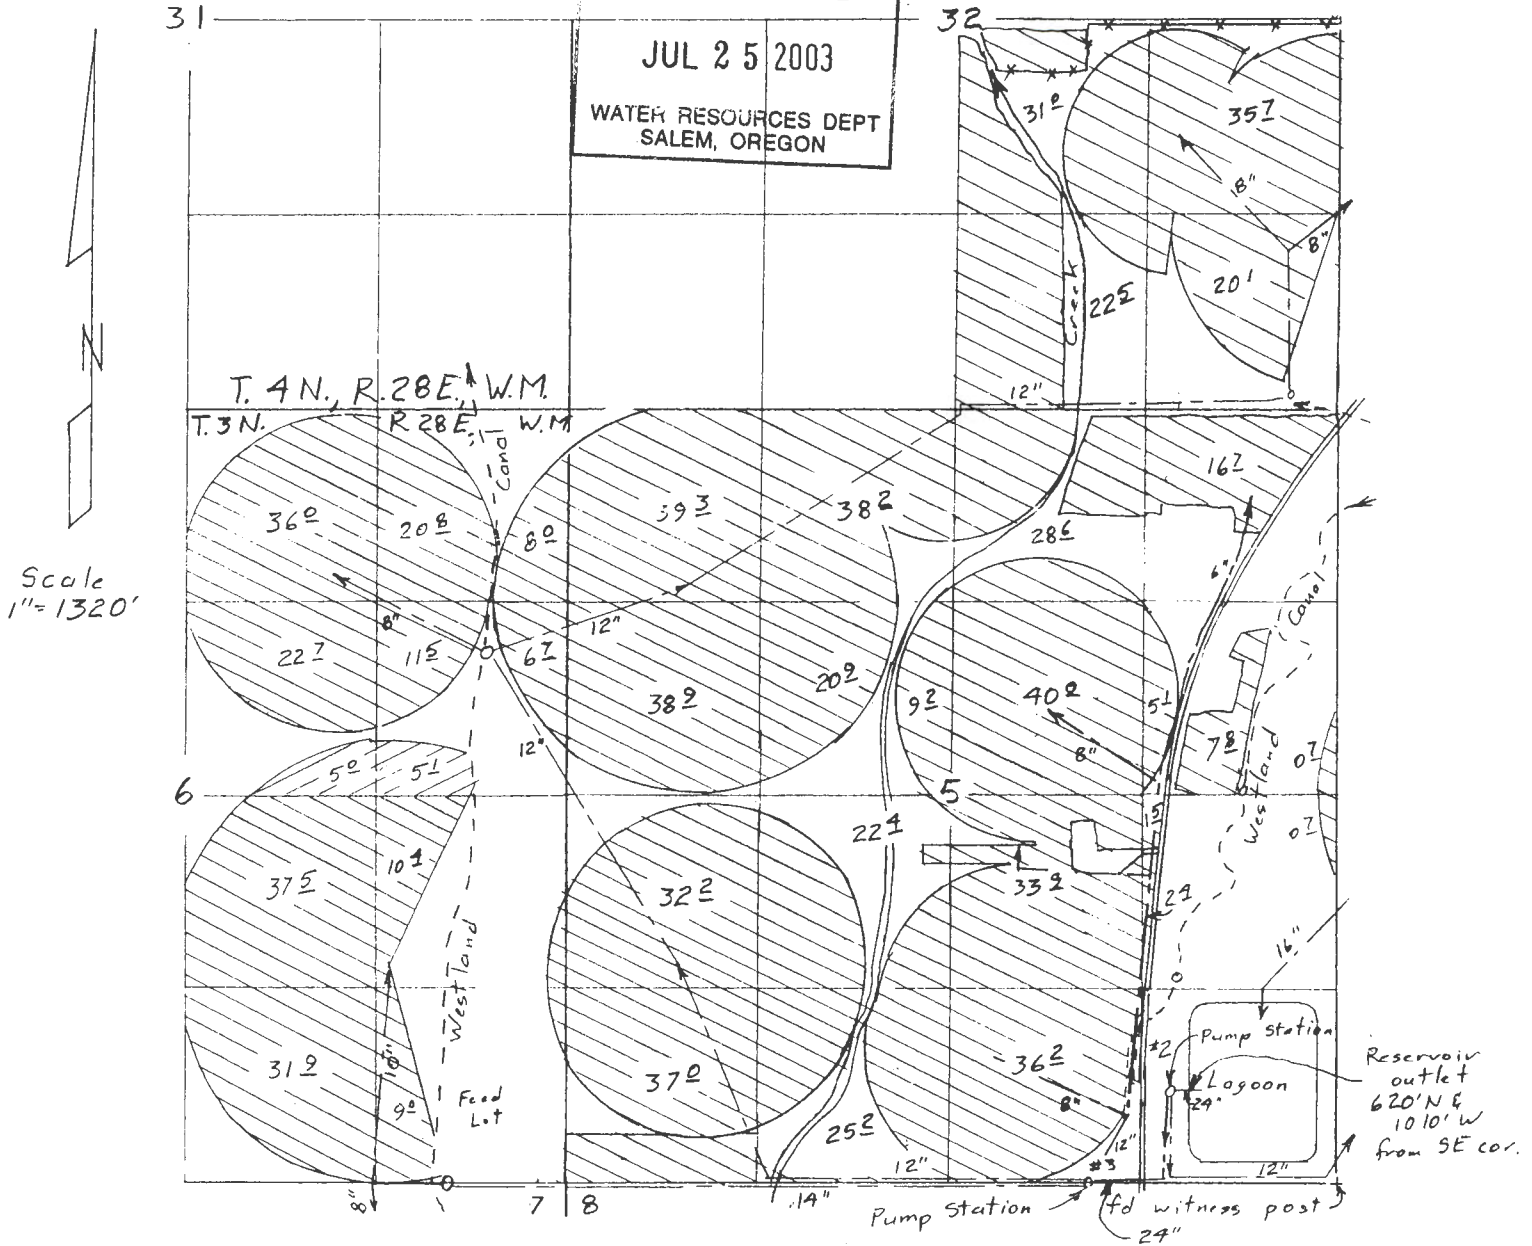 31
32
JUL 25 2003
WATER RESOURCES DEPT
SALEM, OREGON
31 0
35 7
18"
8"
Creek
22 5
20 1
N
T. 4 N., R. 28 E., W.M.
12"
T. 3 N. R 28 E. W.M
Canal
36 0
20 8
8 0
39 3
38 2
16 7
28 6
Scale
1"= 1320'
8"
12"
6"
Canal
22 7
11 5
6 7
20 9
38 9
9 2
40 9
5 1
12"
8"
7 8
0 7
5 0
5 1
6
5
1 5
Westland
22 4
0 7
10 4
37 5
32 2
33 9
2 4
Westland
16"
Pump Station
#2
36 2
Lagoon
24"
Reservoir
outlet
620' N &
1010' W
from SE cor.
31 9
10"
37 0
9 0
Feed
Lot
8"
25 2
12"
12"
#3
12"
8"
7 8
14"
Pump Station
fd witness post
24"